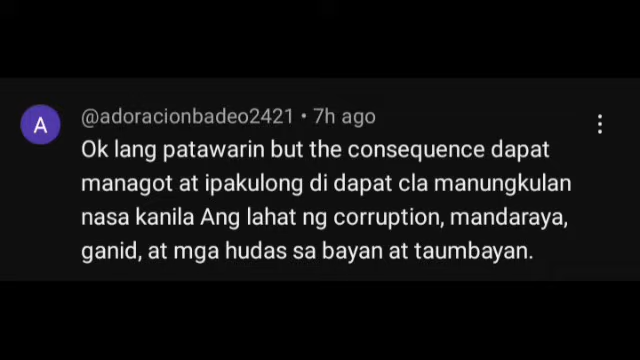 A
@adoracionbadeo2421 • 7h ago
Ok lang patawarin but the consequence dapat
managot at ipakulong di dapat cla manungkulan
nasa kanila Ang lahat ng corruption, mandaraya,
ganid, at mga hudas sa bayan at taumbayan.